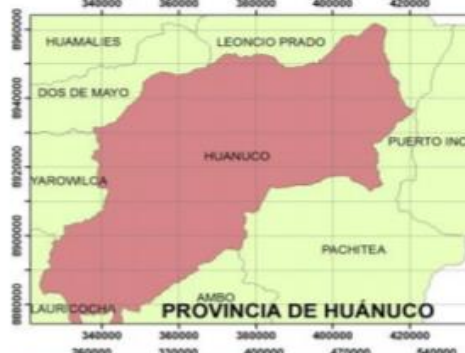 340000 360000 380000 400000 420000
HUAMALIES
LEONCIO PRADO
DOS DE MAYO
HUANUCO
PUERTO INC
YAROWILCA
PACHITEA
AMBO
LAURICOCHA
PROVINCIA DE HUÁNUCO
8960000
8940000
8920000
8900000
8880000
340000 360000 380000 400000 420000